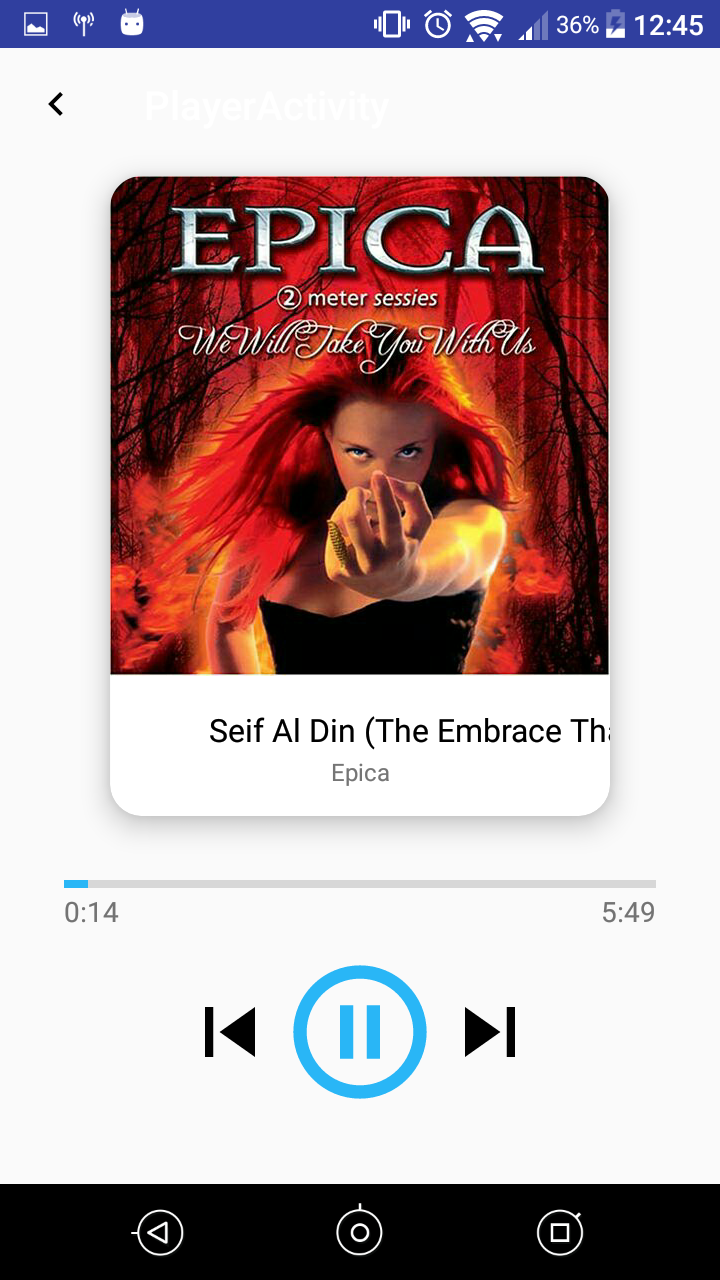 36% 12:45
PlayerActivity
EPICA
② meter sessies
We Will Take You With Us
Seif Al Din (The Embrace Tha
Epica
0:14 5:49